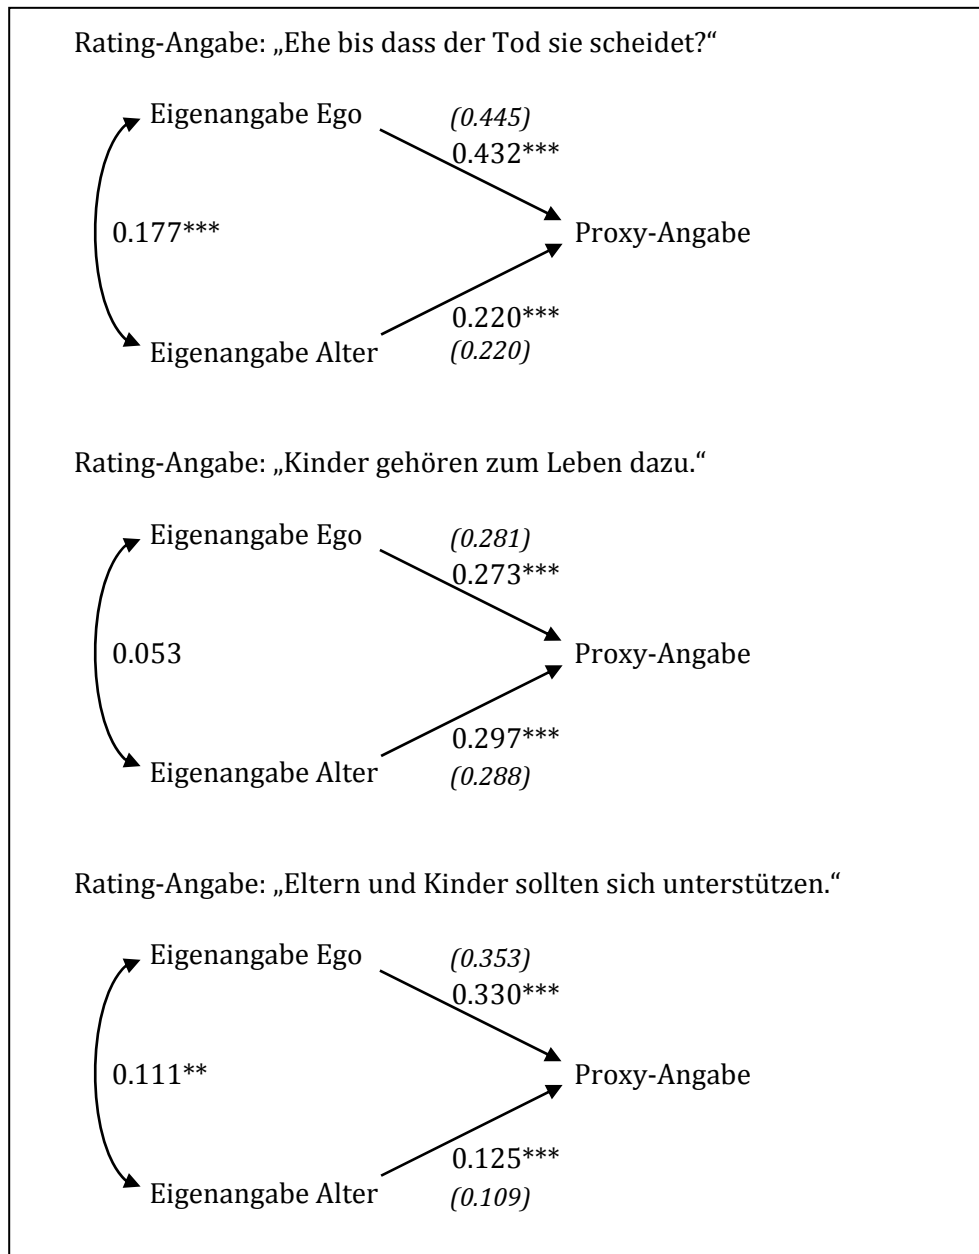 Rating-Angabe: „Ehe bis dass der Tod sie scheidet?“
Eigenangabe Ego
(0.445)
0.432***
0.177***
Proxy-Angabe
0.220***
Eigenangabe Alter
(0.220)
Rating-Angabe: „Kinder gehören zum Leben dazu.“
Eigenangabe Ego
(0.281)
0.273***
0.053
Proxy-Angabe
0.297***
Eigenangabe Alter
(0.288)
Rating-Angabe: „Eltern und Kinder sollten sich unterstützen.“
Eigenangabe Ego
(0.353)
0.330***
0.111**
Proxy-Angabe
0.125***
Eigenangabe Alter
(0.109)